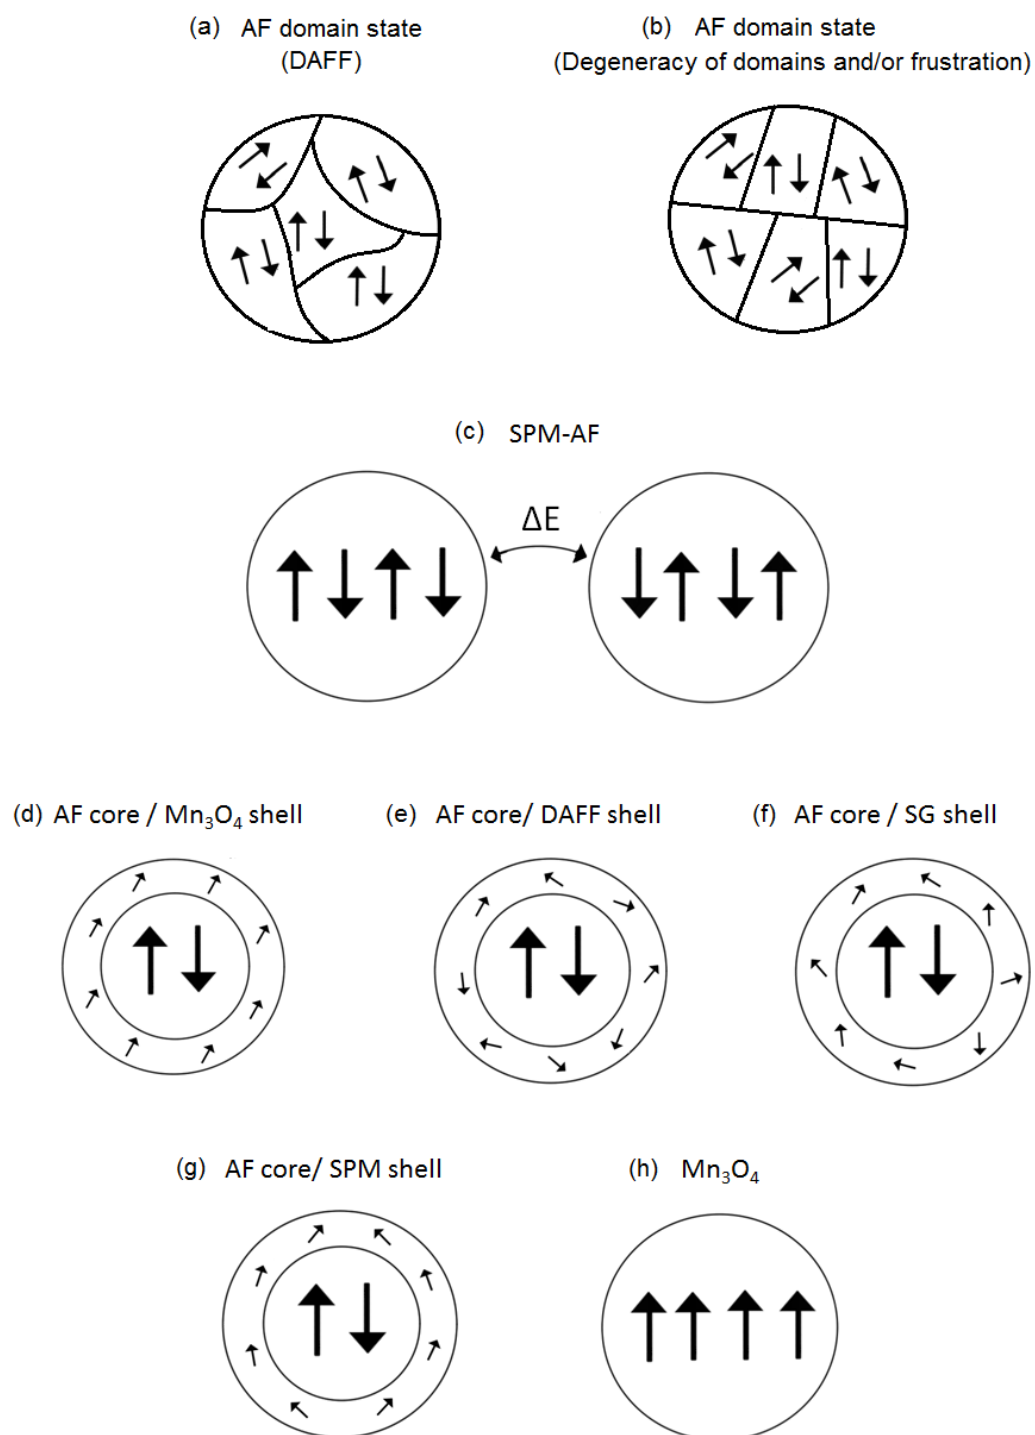 (a) AF domain state
(DAFF)
(b) AF domain state
(Degeneracy of domains and/or frustration)
(c) SPM-AF
ΔE
(d) AF core / Mn₃O₄ shell
(e) AF core/ DAFF shell
(f) AF core / SG shell
(g) AF core/ SPM shell
(h) Mn₃O₄